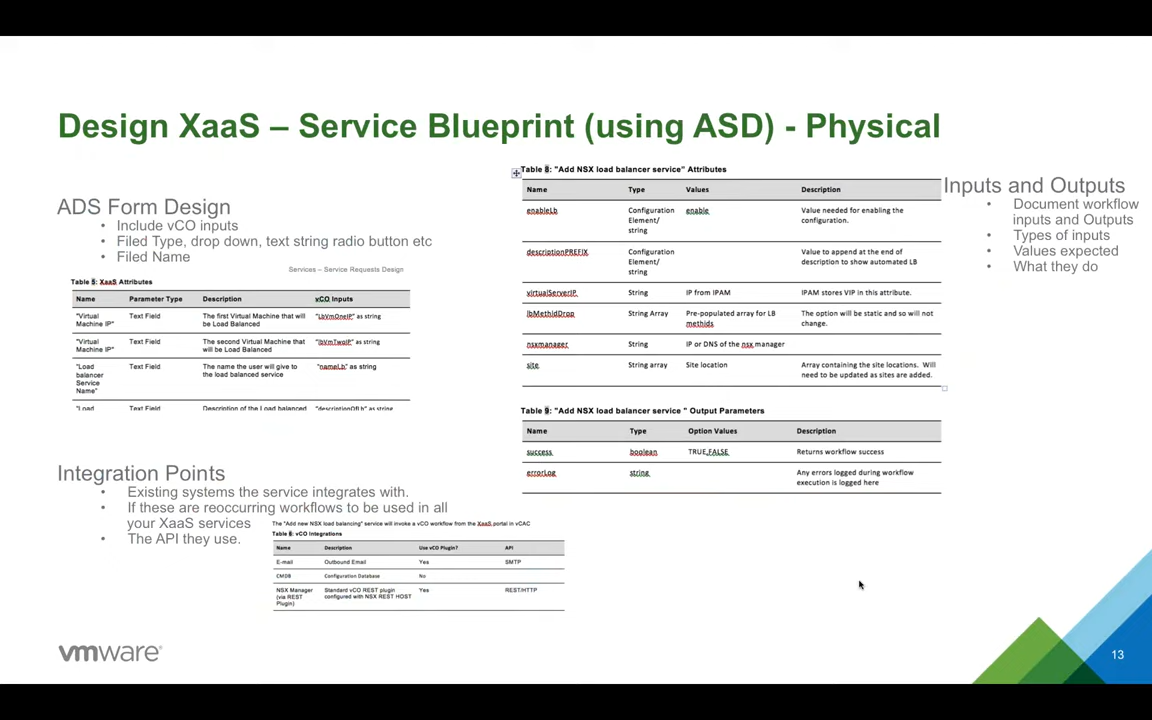 Design XaaS – Service Blueprint (using ASD) - Physical
ADS Form Design
• Include vCO inputs
• Filed Type, drop down, text string radio button etc
• Filed Name
Services – Service Requests Design
Table 5: XaaS Attributes
Name Parameter Type Description vCO Inputs
"Virtual Machine IP" Text Field The first Virtual Machine that will be Load Balanced "LbVmOneIP" as string
"Virtual Machine IP" Text Field The second Virtual Machine that will be Load Balanced "lbVmTwoIP" as string
"Load balancer Service Name" Text Field The name the user will give to the load balanced service "nameLb" as string
"Load Text Field Description of the Load balanced "descriptionOfLb" as string
Integration Points
• Existing systems the service integrates with.
• If these are reoccurring workflows to be used in all
your XaaS services
• The API they use.
The "Add new NSX load balancing" service will invoke a vCO workflow from the XaaS portal in vCAC
Table 6: vCO Integrations
Name Description Use vCO Plugin? API
E-mail Outbound Email Yes SMTP
CMDB Configuration Database No
NSX Manager (via REST Plugin) Standard vCO REST plugin configured with NSX REST HOST Yes REST/HTTP
Table 8: "Add NSX load balancer service" Attributes
Name Type Values Description
enableLb Configuration Element/ string enable Value needed for enabling the configuration.
descriptionPREFIX Configuration Element/ string Value to append at the end of description to show automated LB
virtualServerIP String IP from IPAM IPAM stores VIP in this attribute.
lbMethIdDrop String Array Pre-populated array for LB methids The option will be static and so will not change.
nsxmanager String IP or DNS of the nsx manager
site String array Site location Array containing the site locations. Will need to be updated as sites are added.
Table 9: "Add NSX load balancer service " Output Parameters
Name Type Option Values Description
success boolean TRUE,FALSE Returns workflow success
errorLog string Any errors logged during workflow execution is logged here
Inputs and Outputs
• Document workflow
inputs and Outputs
• Types of inputs
• Values expected
• What they do
vmware®
13